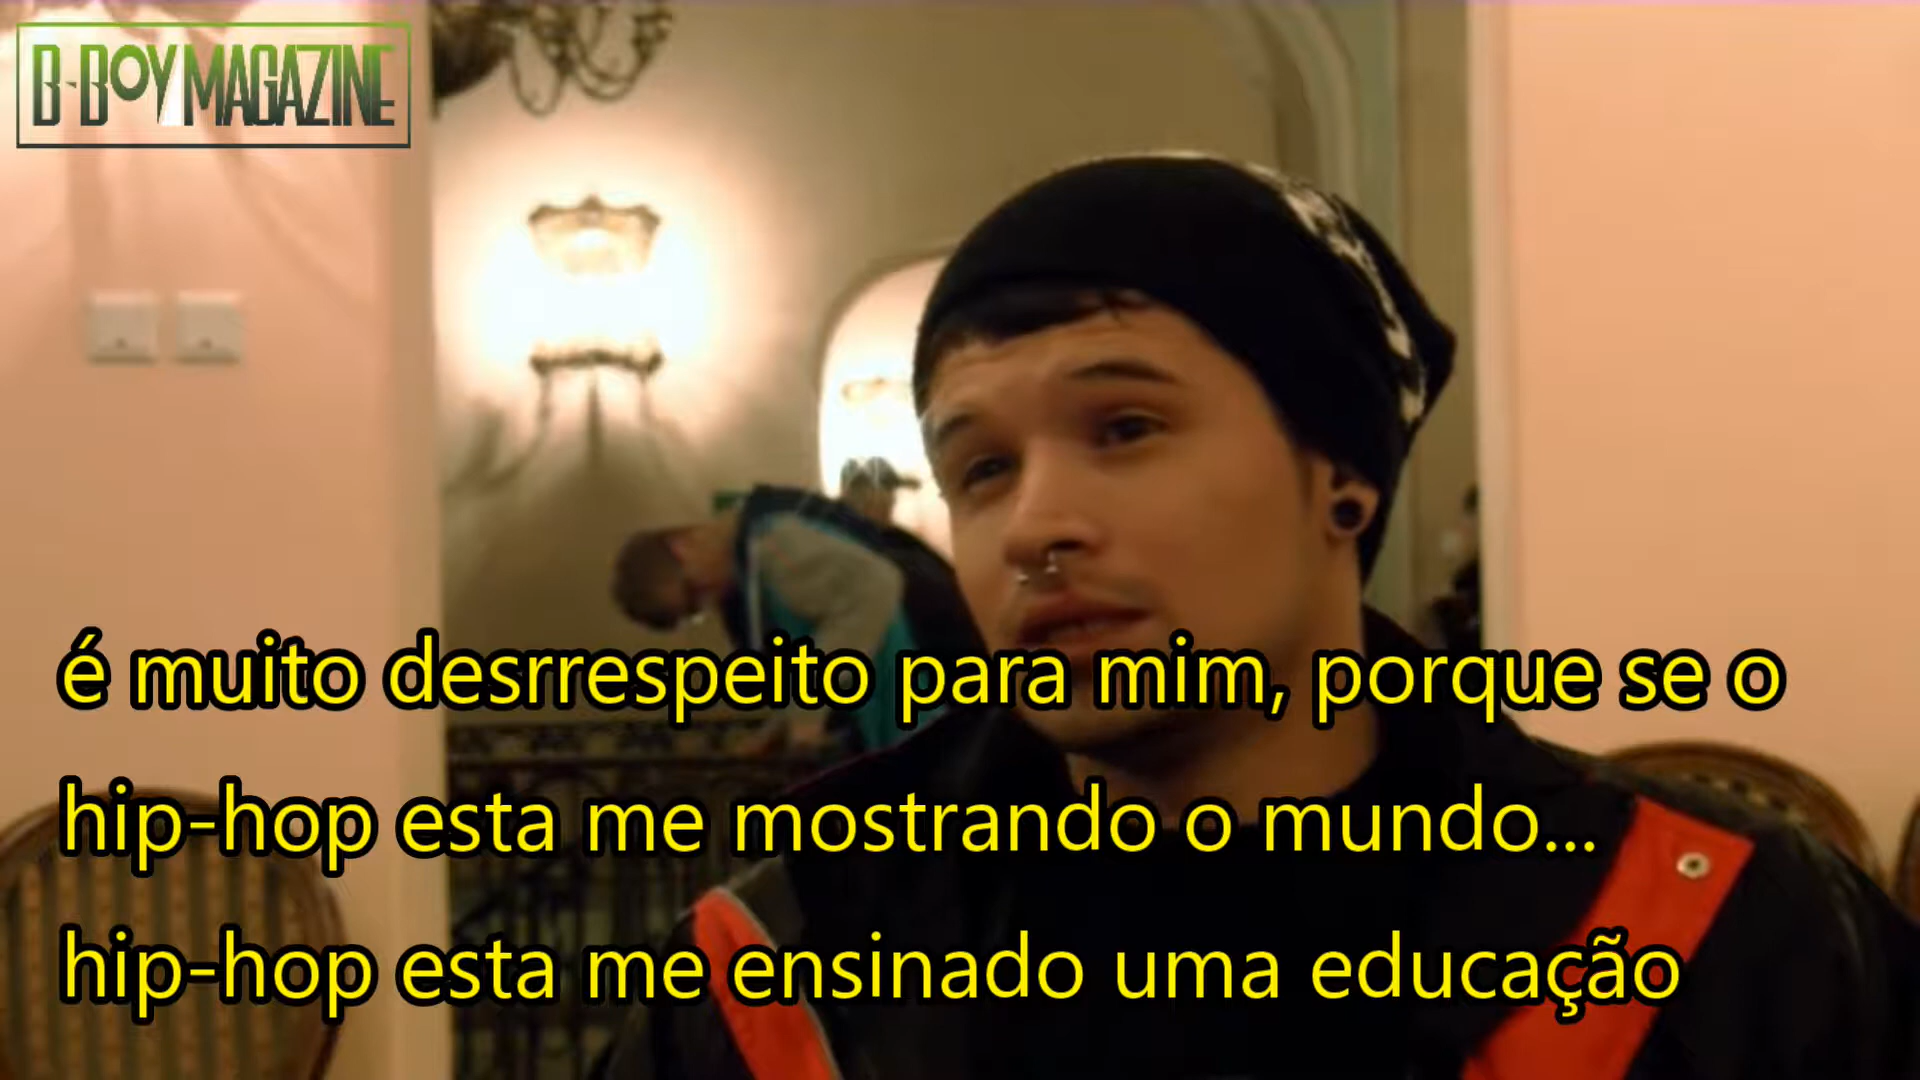 B-BOY MAGAZINE
é muito desrrespeito para mim, porque se o
hip-hop esta me mostrando o mundo...
hip-hop esta me ensinado uma educação